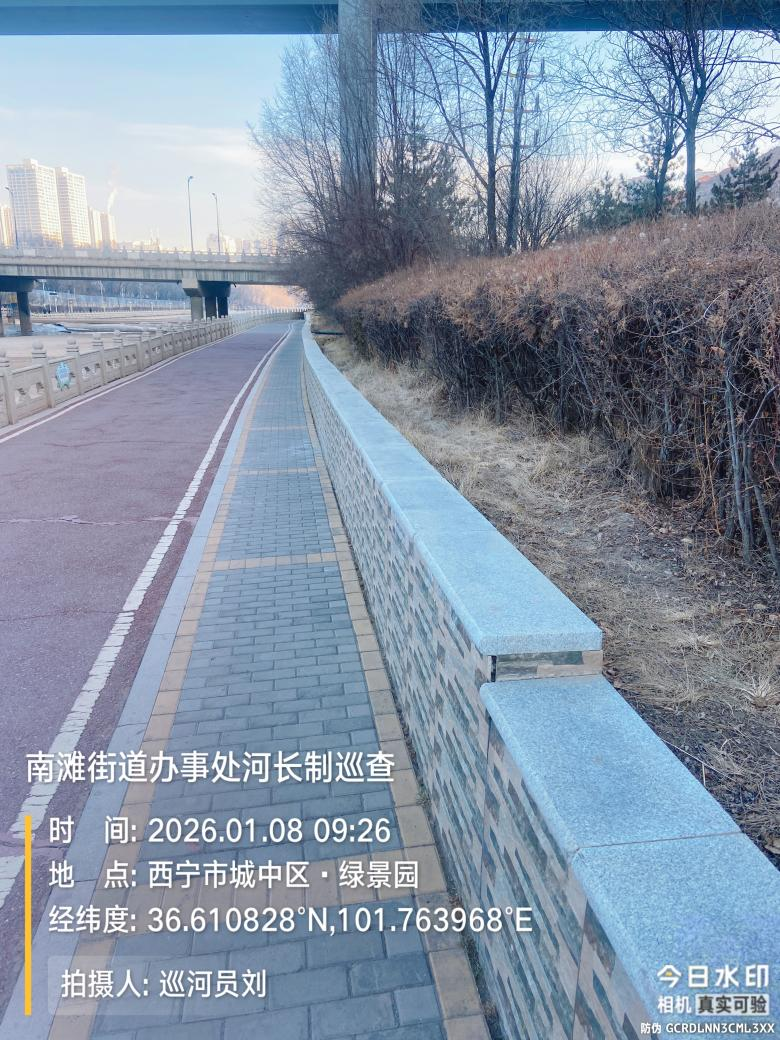 南滩街道办事处河长制巡查
时 间: 2026.01.08 09:26
地 点: 西宁市城中区·绿景园
经纬度: 36.610828°N,101.763968°E
拍摄人: 巡河员刘
今日水印
相机 真实可验
防伪 GCRDLNN3CML3XX